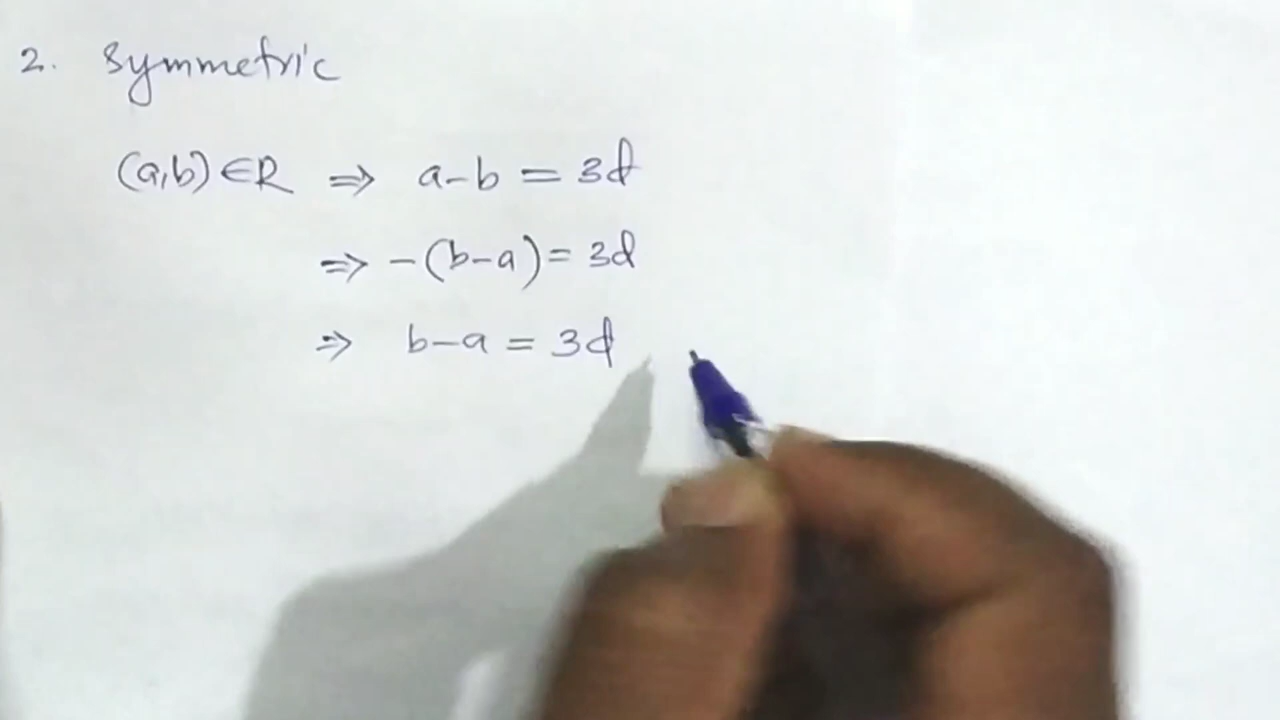 2. Symmetric
(a,b) ∈ R ⇒ a-b = 3d
⇒ -(b-a) = 3d
⇒ b-a = 3d